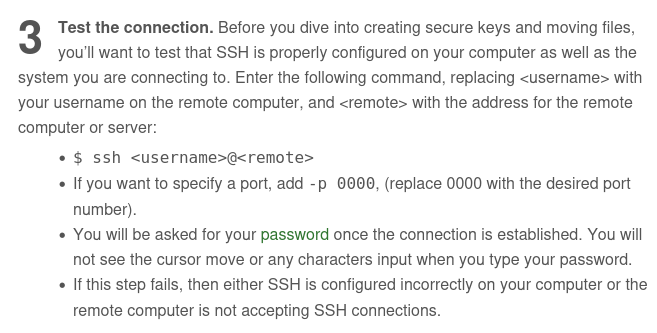 3 Test the connection. Before you dive into creating secure keys and moving files,
you'll want to test that SSH is properly configured on your computer as well as the
system you are connecting to. Enter the following command, replacing <username> with
your username on the remote computer, and <remote> with the address for the remote
computer or server:
• $ ssh <username>@<remote>
• If you want to specify a port, add -p 0000, (replace 0000 with the desired port
number).
• You will be asked for your password once the connection is established. You will
not see the cursor move or any characters input when you type your password.
• If this step fails, then either SSH is configured incorrectly on your computer or the
remote computer is not accepting SSH connections.